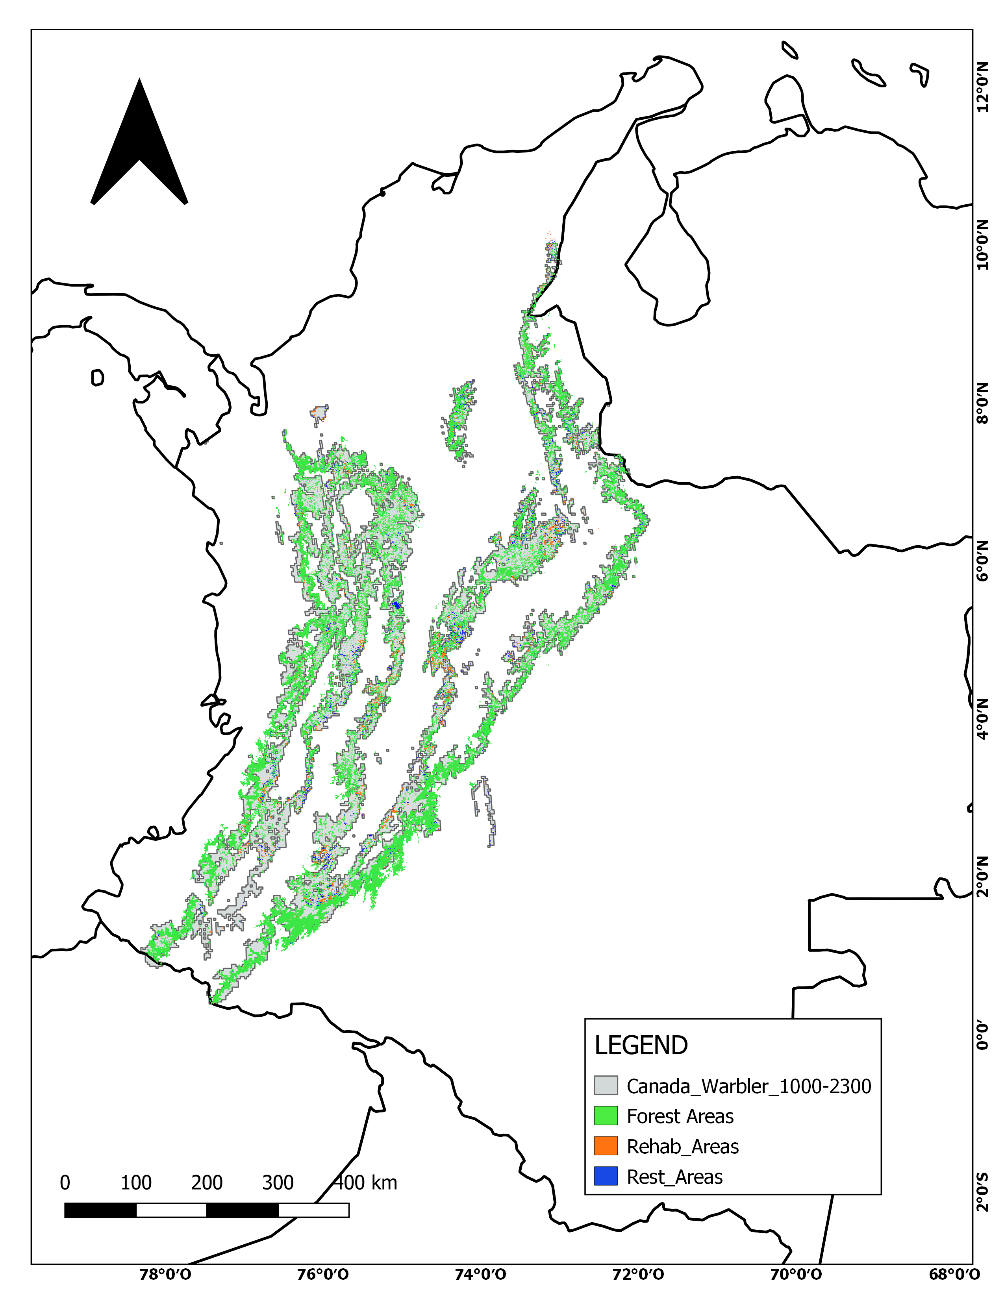 12°0'N
10°0'N
8°0'N
6°0'N
4°0'N
2°0'N
0°0'
2°0'S
LEGEND
Canada_Warbler_1000-2300
Forest Areas
Rehab_Areas
Rest_Areas
0 100 200 300 400 km
78°0'O 76°0'O 74°0'O 72°0'O 70°0'O 68°0'O